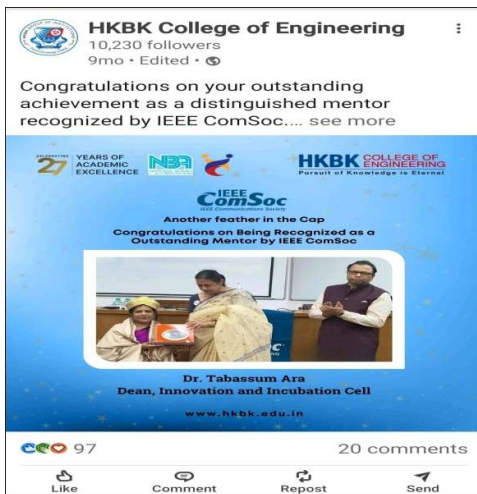 HKBK College of Engineering
10,230 followers
9mo • Edited •
Congratulations on your outstanding
achievement as a distinguished mentor
recognized by IEEE ComSoc.... see more
27 YEARS OF
ACADEMIC
EXCELLENCE
NBA
HKBK COLLEGE OF
ENGINEERING
Pursuit of Knowledge is Eternal
IEEE
ComSoc
IEEE Communications Society
Another feather in the Cap
Congratulations on Being Recognized as a
Outstanding Mentor by IEEE ComSoc
Dr. Tabassum Ara
Dean, Innovation and Incubation Cell
www.hkbk.edu.in
97
20 comments
Like
Comment
Repost
Send